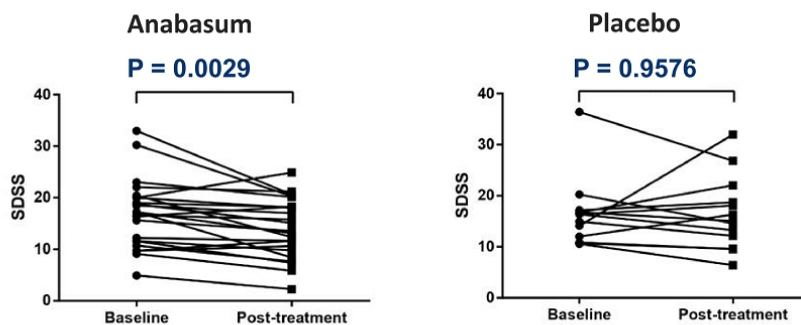 Anabasum
P = 0.0029
40
30
20
10
0
SDSS
Baseline
Post-treatment
Placebo
P = 0.9576
40
30
20
10
0
SDSS
Baseline
Post-treatment